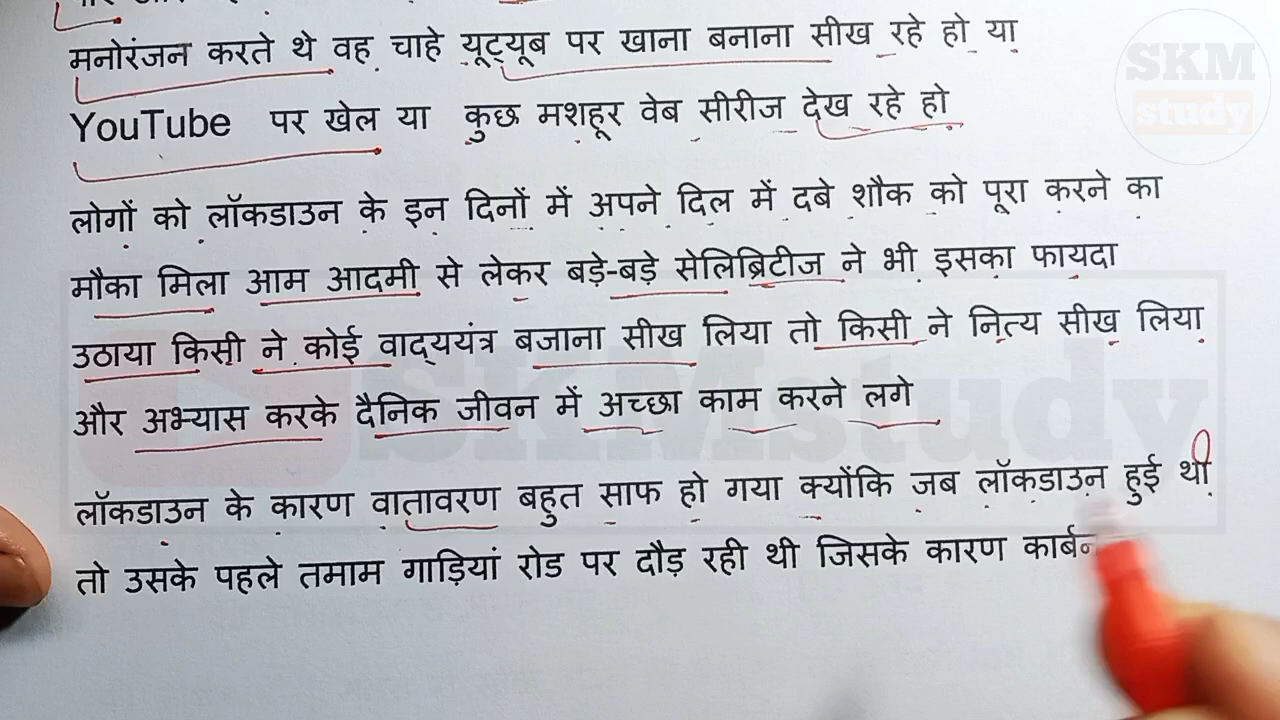 मनोरंजन करते थे वह चाहे यूट्यूब पर खाना बनाना सीख रहे हो या
YouTube पर खेल या कुछ मशहूर वेब सीरीज देख रहे हो
लोगों को लॉकडाउन के इन दिनों में अपने दिल में दबे शौक को पूरा करने का
मौका मिला आम आदमी से लेकर बड़े-बड़े सेलिब्रिटीज ने भी इसका फायदा
उठाया किसी ने कोई वाद्ययंत्र बजाना सीख लिया तो किसी ने नित्य सीख लिया
और अभ्यास करके दैनिक जीवन में अच्छा काम करने लगे
लॉकडाउन के कारण वातावरण बहुत साफ हो गया क्योंकि जब लॉकडाउन हुई थी
तो उसके पहले तमाम गाड़ियां रोड पर दौड़ रही थी जिसके कारण
SKM
study
SKMstudy